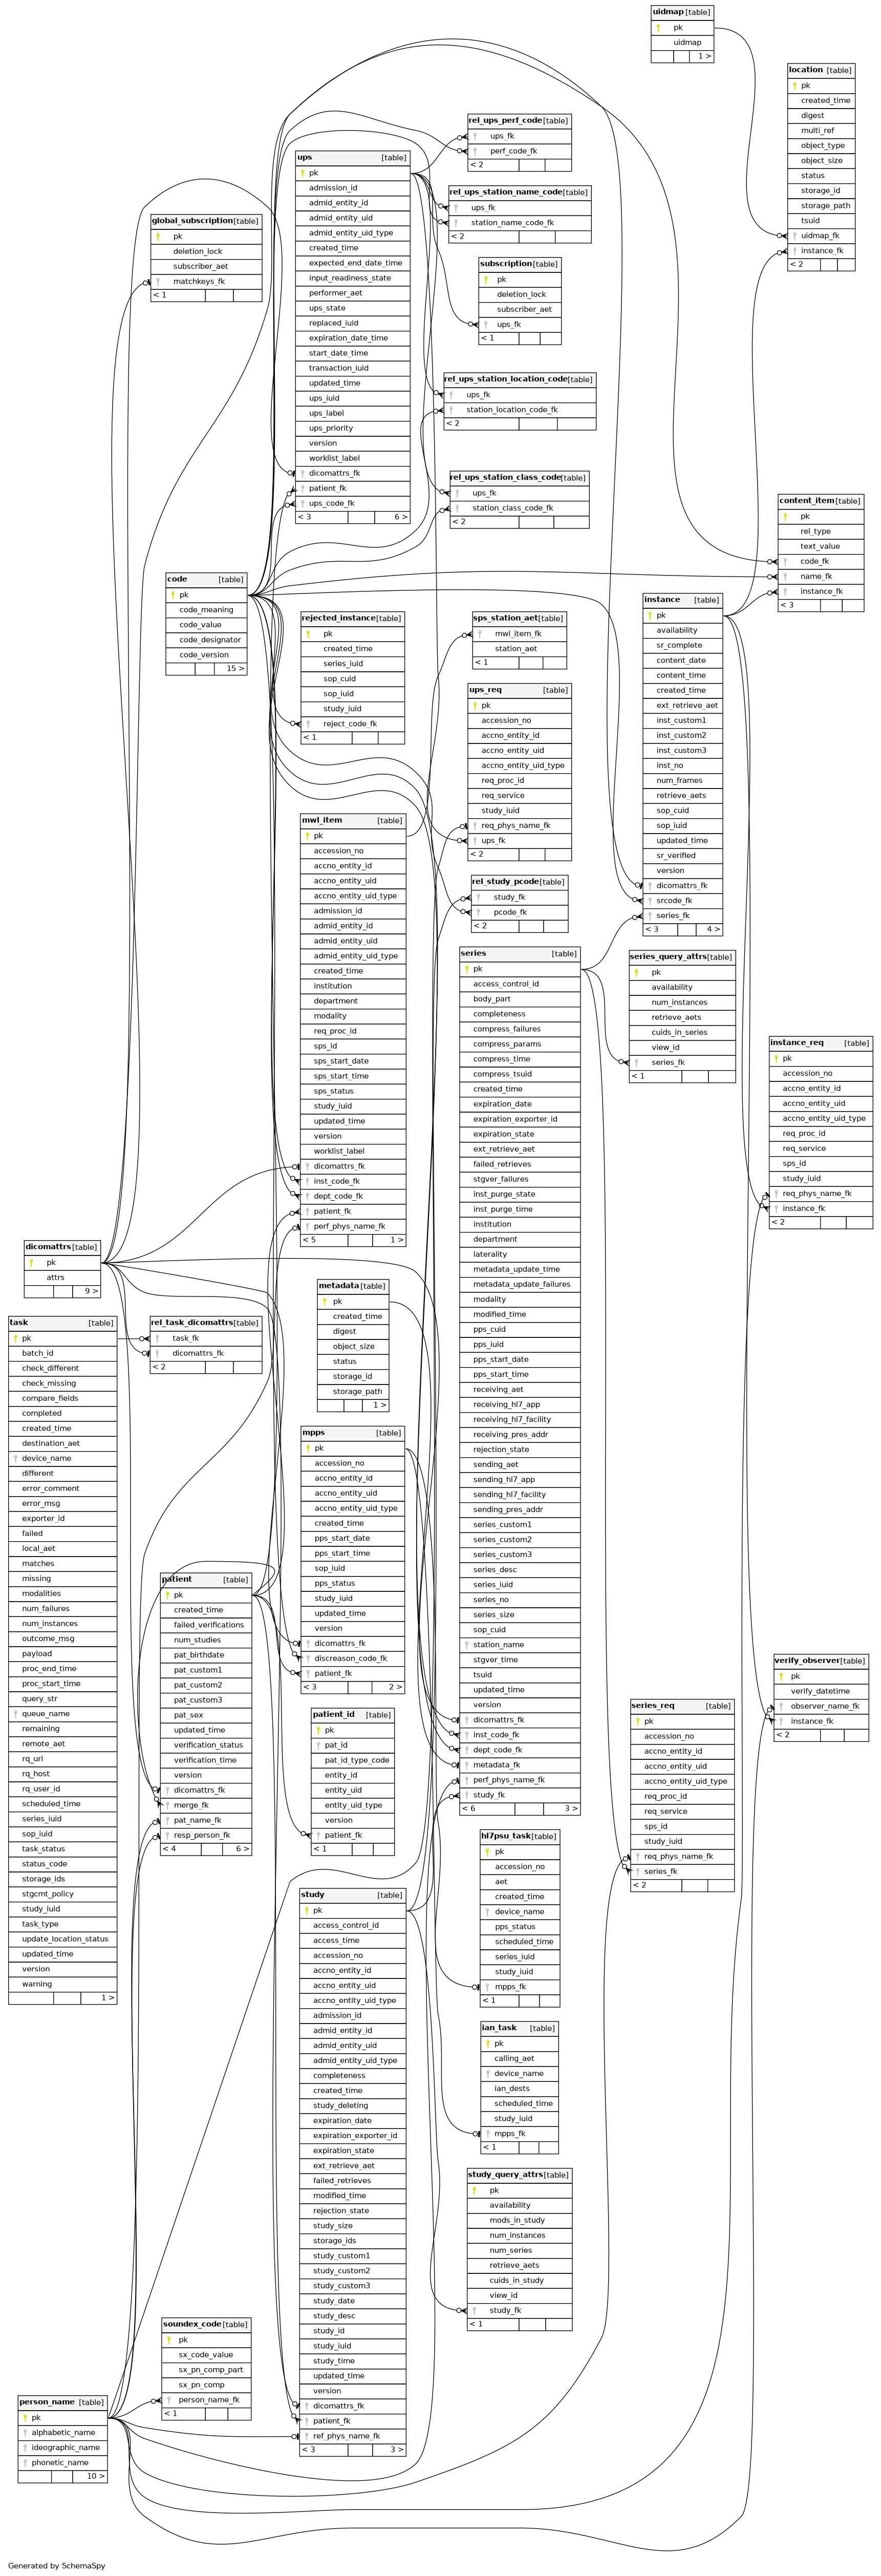 uidmap [table]
pk
uidmap
1 >
location [table]
pk
created_time
digest
multi_ref
object_type
object_size
status
storage_id
storage_path
tsuid
uidmap_fk
instance_fk
< 2
rel_ups_perf_code [table]
ups_fk
perf_code_fk
< 2
ups [table]
pk
admission_id
admid_entity_id
admid_entity_uid
admid_entity_uid_type
created_time
expected_end_date_time
input_readiness_state
performer_aet
ups_state
replaced_iuid
expiration_date_time
start_date_time
transaction_iuid
updated_time
ups_iuid
ups_label
ups_priority
version
worklist_label
dicomattrs_fk
patient_fk
ups_code_fk
< 3 6 >
rel_ups_station_name_code [table]
ups_fk
station_name_code_fk
< 2
global_subscription [table]
pk
deletion_lock
subscriber_aet
matchkeys_fk
< 1
subscription [table]
pk
deletion_lock
subscriber_aet
ups_fk
< 1
rel_ups_station_location_code [table]
ups_fk
station_location_code_fk
< 2
rel_ups_station_class_code [table]
ups_fk
station_class_code_fk
< 2
content_item [table]
pk
rel_type
text_value
code_fk
name_fk
instance_fk
< 3
code [table]
pk
code_meaning
code_value
code_designator
code_version
15 >
instance [table]
pk
availability
sr_complete
content_date
content_time
created_time
ext_retrieve_aet
inst_custom1
inst_custom2
inst_custom3
inst_no
num_frames
retrieve_aets
sop_cuid
sop_iuid
updated_time
sr_verified
version
dicomattrs_fk
srcode_fk
series_fk
< 3 4 >
rejected_instance [table]
pk
created_time
series_iuid
sop_cuid
sop_iuid
study_iuid
reject_code_fk
< 1
sps_station_aet [table]
mwl_item_fk
station_aet
< 1
ups_req [table]
pk
accession_no
accno_entity_id
accno_entity_uid
accno_entity_uid_type
req_proc_id
req_service
study_iuid
req_phys_name_fk
ups_fk
< 2
mwl_item [table]
pk
accession_no
accno_entity_id
accno_entity_uid
accno_entity_uid_type
admission_id
admid_entity_id
admid_entity_uid
admid_entity_uid_type
created_time
institution
department
modality
req_proc_id
sps_id
sps_start_date
sps_start_time
sps_status
study_iuid
updated_time
version
worklist_label
dicomattrs_fk
inst_code_fk
dept_code_fk
patient_fk
perf_phys_name_fk
< 5 1 >
rel_study_pcode [table]
study_fk
pcode_fk
< 2
series [table]
pk
access_control_id
body_part
completeness
compress_failures
compress_params
compress_time
compress_tsuid
created_time
expiration_date
expiration_exporter_id
expiration_state
ext_retrieve_aet
failed_retrieves
stgver_failures
inst_purge_state
inst_purge_time
institution
department
laterality
metadata_update_time
metadata_update_failures
modality
modified_time
pps_cuid
pps_iuid
pps_start_date
pps_start_time
receiving_aet
receiving_hl7_app
receiving_hl7_facility
receiving_pres_addr
rejection_state
sending_aet
sending_hl7_app
sending_hl7_facility
sending_pres_addr
series_custom1
series_custom2
series_custom3
series_desc
series_iuid
series_no
series_size
sop_cuid
station_name
stgver_time
tsuid
updated_time
version
dicomattrs_fk
inst_code_fk
dept_code_fk
metadata_fk
perf_phys_name_fk
study_fk
< 6 3 >
series_query_attrs [table]
pk
availability
num_instances
retrieve_aets
cuids_in_series
view_id
series_fk
< 1
instance_req [table]
pk
accession_no
accno_entity_id
accno_entity_uid
accno_entity_uid_type
req_proc_id
req_service
sps_id
study_iuid
req_phys_name_fk
instance_fk
< 2
dicomattrs [table]
pk
attrs
9 >
metadata [table]
pk
created_time
digest
object_size
status
storage_id
storage_path
1 >
task [table]
pk
batch_id
check_different
check_missing
compare_fields
completed
created_time
destination_aet
device_name
different
error_comment
error_msg
exporter_id
failed
local_aet
matches
missing
modalities
num_failures
num_instances
outcome_msg
payload
proc_end_time
proc_start_time
query_str
queue_name
remaining
remote_aet
rq_uri
rq_host
rq_user_id
scheduled_time
series_iuid
sop_iuid
task_status
status_code
storage_ids
stgcmt_policy
study_iuid
task_type
update_location_status
updated_time
version
warning
1 >
rel_task_dicomattrs [table]
task_fk
dicomattrs_fk
< 2
mpps [table]
pk
accession_no
accno_entity_id
accno_entity_uid
accno_entity_uid_type
created_time
pps_start_date
pps_start_time
sop_iuid
pps_status
study_iuid
updated_time
version
dicomattrs_fk
discreason_code_fk
patient_fk
< 3 2 >
patient [table]
pk
created_time
failed_verifications
num_studies
pat_birthdate
pat_custom1
pat_custom2
pat_custom3
pat_sex
updated_time
verification_status
verification_time
version
dicomattrs_fk
merge_fk
pat_name_fk
resp_person_fk
< 4 6 >
verify_observer [table]
pk
verify_datetime
observer_name_fk
instance_fk
< 2
series_req [table]
pk
accession_no
accno_entity_id
accno_entity_uid
accno_entity_uid_type
req_proc_id
req_service
sps_id
study_iuid
req_phys_name_fk
series_fk
< 2
patient_id [table]
pk
pat_id
pat_id_type_code
entity_id
entity_uid
entity_uid_type
version
patient_fk
< 1
hl7psu_task [table]
pk
accession_no
aet
created_time
device_name
pps_status
scheduled_time
series_iuid
study_iuid
mpps_fk
< 1
study [table]
pk
access_control_id
access_time
accession_no
accno_entity_id
accno_entity_uid
accno_entity_uid_type
admission_id
admid_entity_id
admid_entity_uid
admid_entity_uid_type
completeness
created_time
study_deleting
expiration_date
expiration_exporter_id
expiration_state
ext_retrieve_aet
failed_retrieves
modified_time
rejection_state
study_size
storage_ids
study_custom1
study_custom2
study_custom3
study_date
study_desc
study_id
study_iuid
study_time
updated_time
version
dicomattrs_fk
patient_fk
ref_phys_name_fk
< 3 3 >
ian_task [table]
pk
calling_aet
device_name
ian_dests
scheduled_time
study_iuid
mpps_fk
< 1
study_query_attrs [table]
pk
availability
mods_in_study
num_instances
num_series
retrieve_aets
cuids_in_study
view_id
study_fk
< 1
soundex_code [table]
pk
sx_code_value
sx_pn_comp_part
sx_pn_comp
person_name_fk
< 1
person_name [table]
pk
alphabetic_name
ideographic_name
phonetic_name
10 >
Generated by SchemaSpy